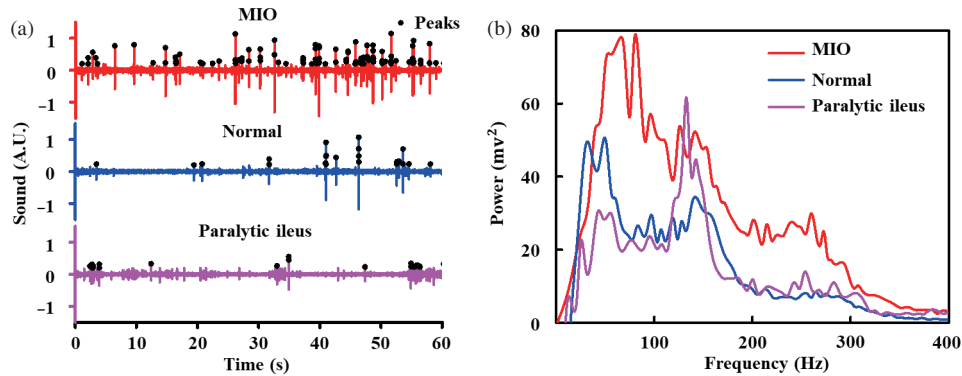 (a)
MIO
Peaks
1
0
−1
Normal
1
0
−1
Paralytic ileus
1
0
−1
Sound (A.U.)
0 10 20 30 40 50 60
Time (s)
(b)
80
60
40
20
0
Power (mv²)
MIO
Normal
Paralytic ileus
100 200 300 400
Frequency (Hz)